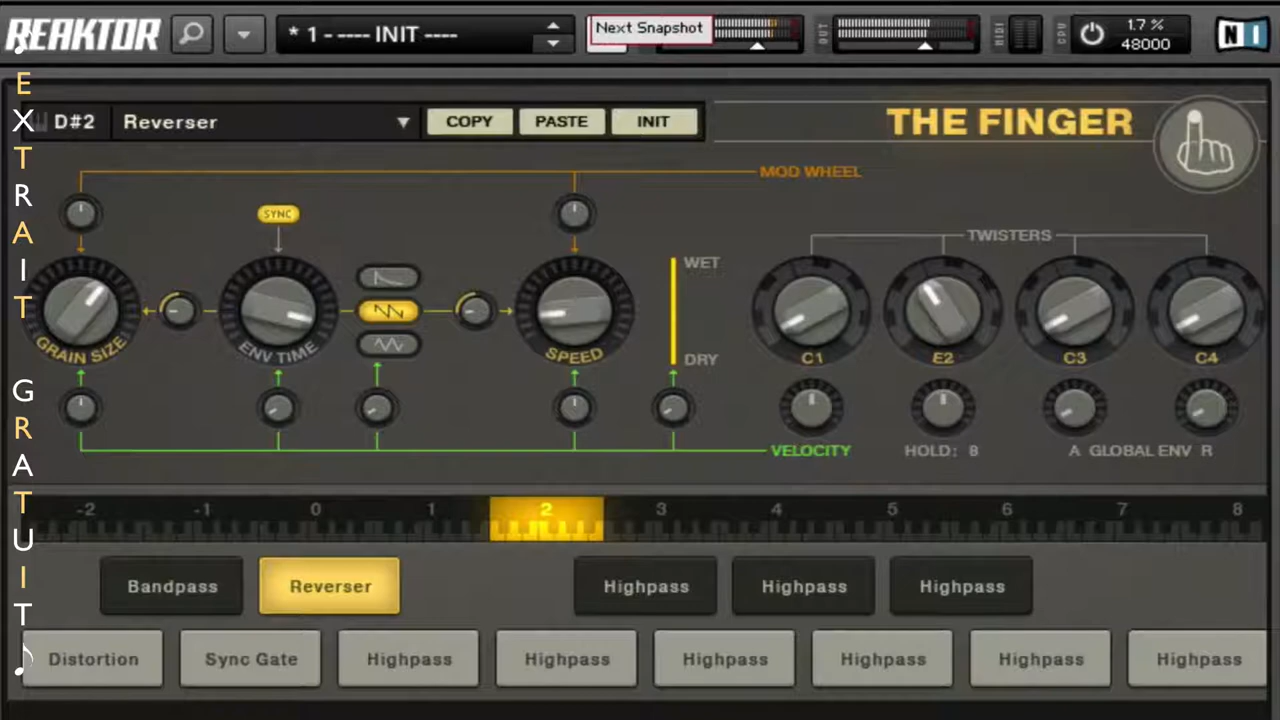 REAKTOR
* 1 - ---- INIT ----
Next Snapshot
OUT
MIDI
CPU
1.7 %
48000
NI
EXTRAIT GRATUIT
D#2
Reverser
COPY
PASTE
INIT
THE FINGER
MOD WHEEL
SYNC
TWISTERS
WET
GRAIN SIZE
ENV TIME
SPEED
DRY
C1
E2
C3
C4
VELOCITY
HOLD: B
A GLOBAL ENV R
-2 -1 0 1 2 3 4 5 6 7 8
Bandpass
Reverser
Highpass
Highpass
Highpass
Distortion
Sync Gate
Highpass
Highpass
Highpass
Highpass
Highpass
Highpass